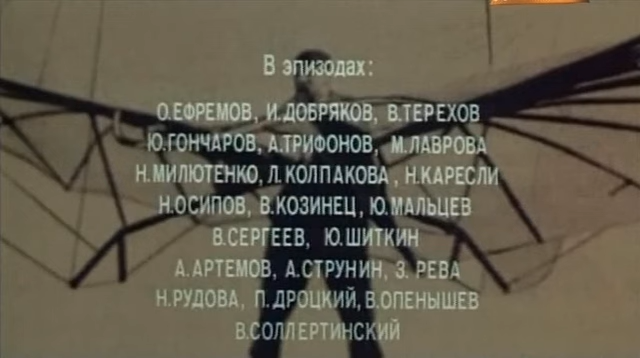 В эпизодах:
О.ЕФРЕМОВ, И.ДОБРЯКОВ, В.ТЕРЕХОВ
Ю.ГОНЧАРОВ, А.ТРИФОНОВ, М.ЛАВРОВА
Н.МИЛЮТЕНКО, Л.КОЛПАКОВА, Н.КАРЕСЛИ
Н.ОСИПОВ, В.КОЗИНЕЦ, Ю.МАЛЬЦЕВ
В.СЕРГЕЕВ, Ю.ШИТКИН
А.АРТЕМОВ, А.СТРУНИН, З.РЕВА
Н.РУДОВА, П.ДРОЦКИЙ, В.ОПЕНЫШЕВ
В.СОЛЛЕРТИНСКИЙ